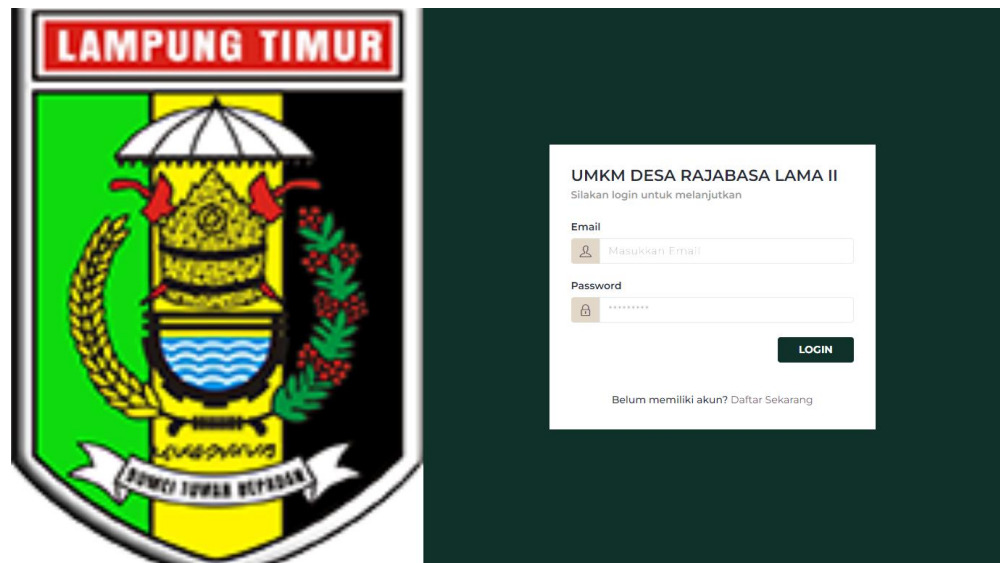 LAMPUNG TIMUR
BUMEI TUWAH BEPADAN
UMKM DESA RAJABASA LAMA II
Silakan login untuk melanjutkan
Email
Masukkan Email
Password
*********
LOGIN
Belum memiliki akun? Daftar Sekarang